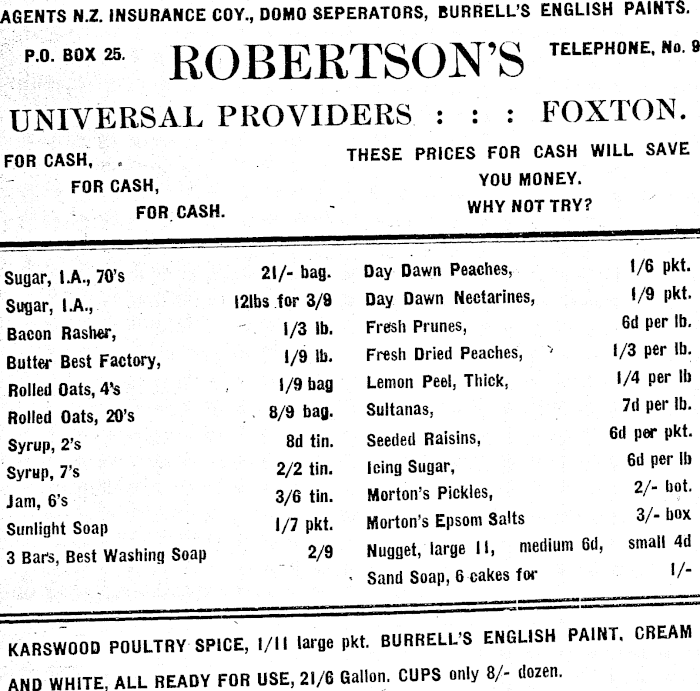 AGENTS N.Z. INSURANCE COY., DOMO SEPERATORS, BURRELL'S ENGLISH PAINTS.
P.O. BOX 25. ROBERTSON'S TELEPHONE, No. 9
UNIVERSAL PROVIDERS : : : FOXTON.
FOR CASH,
FOR CASH,
FOR CASH.
THESE PRICES FOR CASH WILL SAVE
YOU MONEY.
WHY NOT TRY?
Sugar, I.A., 70's 21/- bag.
Sugar, I.A., 12lbs for 3/9
Bacon Rasher, 1/3 lb.
Butter Best Factory, 1/9 lb.
Rolled Oats, 4's 1/9 bag
Rolled Oats, 20's 8/9 bag.
Syrup, 2's 8d tin.
Syrup, 7's 2/2 tin.
Jam, 6's 3/6 tin.
Sunlight Soap 1/7 pkt.
3 Bars, Best Washing Soap 2/9
Day Dawn Peaches, 1/6 pkt.
Day Dawn Nectarines, 1/9 pkt.
Fresh Prunes, 6d per lb.
Fresh Dried Peaches, 1/3 per lb.
Lemon Peel, Thick, 1/4 per lb
Sultanas, 7d per lb.
Seeded Raisins, 6d per pkt.
Icing Sugar, 6d per lb
Morton's Pickles, 2/- bot.
Morton's Epsom Salts 3/- box
Nugget, large 11, medium 6d, small 4d
Sand Soap, 6 cakes for 1/-
KARSWOOD POULTRY SPICE, 1/11 large pkt. BURRELL'S ENGLISH PAINT. CREAM
AND WHITE, ALL READY FOR USE, 21/6 Gallon. CUPS only 8/- dozen.